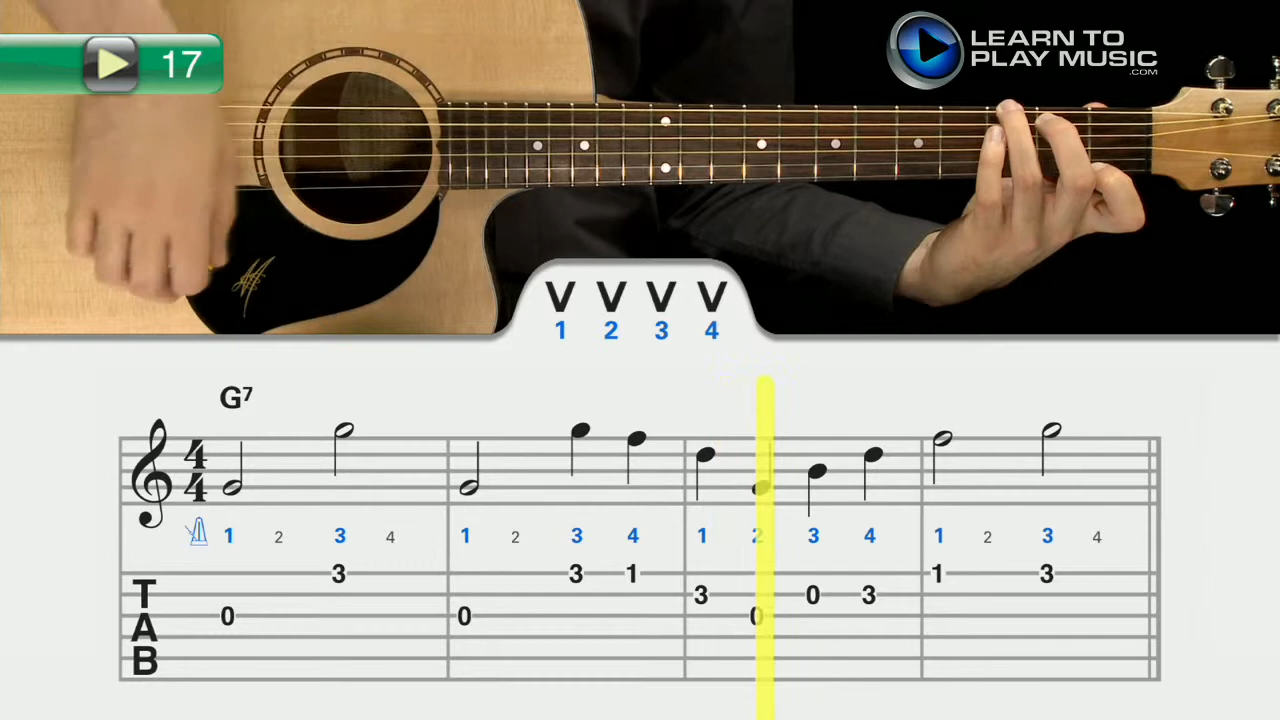 17
LEARN TO
PLAY MUSIC
.COM
V V V V
1 2 3 4
G7
4
4
1 2 3 4 1 2 3 4 1 2 3 4 1 2 3 4
3 3 1 1 3
3 0 3
0 0 0
T
A
B